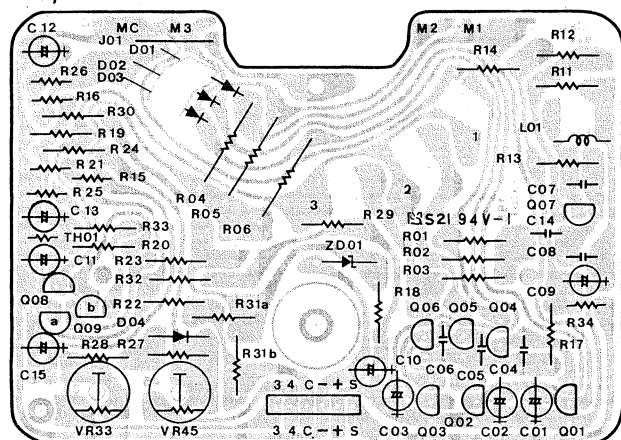 C12 MC M3 M2 M1 R12
J01
D01 R14
D02
D03
R26 R11
R16
R30
R19 1 L01
R24 R13
R21
R15 C07
R25 R04 2 Q07
C13 R05 3 R29 MS21 94V-1 C14
R33 R06 R01
TH01 R20 ZD01 R02 C08
C11 R23 R03
R32 R18 C09
Q08 R22 R31a Q06 Q05 Q04
b
a Q09 D04 R34
R28 R27 R31b C10 C06 C05 C04 R17
C15
3 4 C - + S
VR33 VR45 3 4 C - + S C03 Q03 Q02 C02 C01 Q01